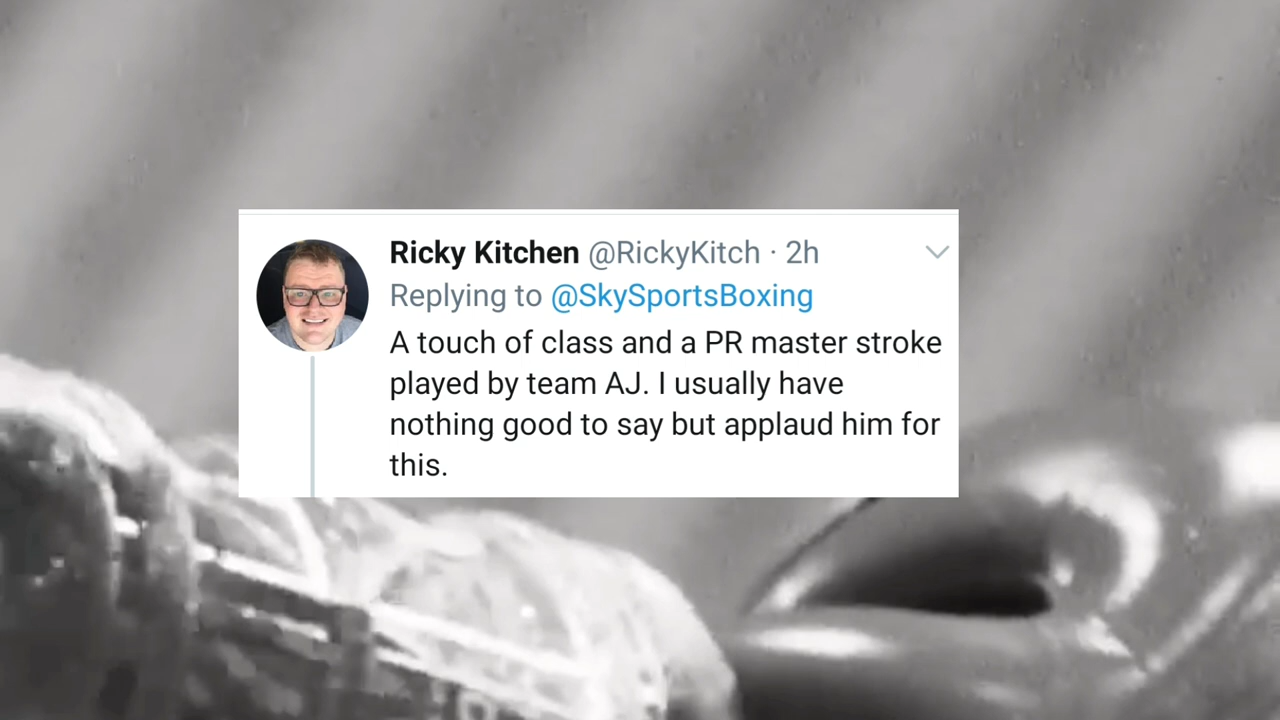 Ricky Kitchen @RickyKitch · 2h
Replying to @SkySportsBoxing
A touch of class and a PR master stroke
played by team AJ. I usually have
nothing good to say but applaud him for
this.